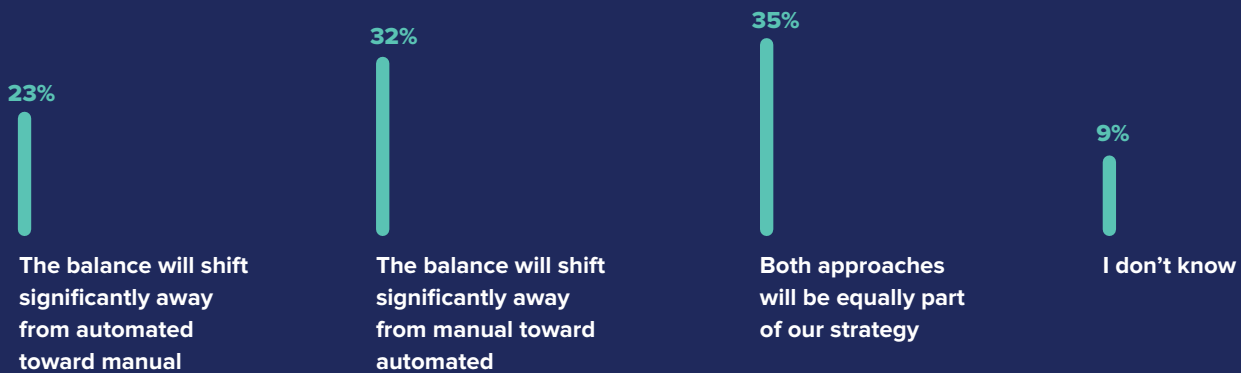 23%
The balance will shift
significantly away
from automated
toward manual
32%
The balance will shift
significantly away
from manual toward
automated
35%
Both approaches
will be equally part
of our strategy
9%
I don’t know